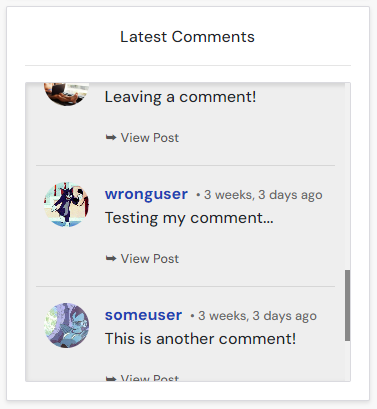 Latest Comments
Leaving a comment!
➥ View Post
wronguser • 3 weeks, 3 days ago
Testing my comment...
➥ View Post
someuser • 3 weeks, 3 days ago
This is another comment!
➥ View Post